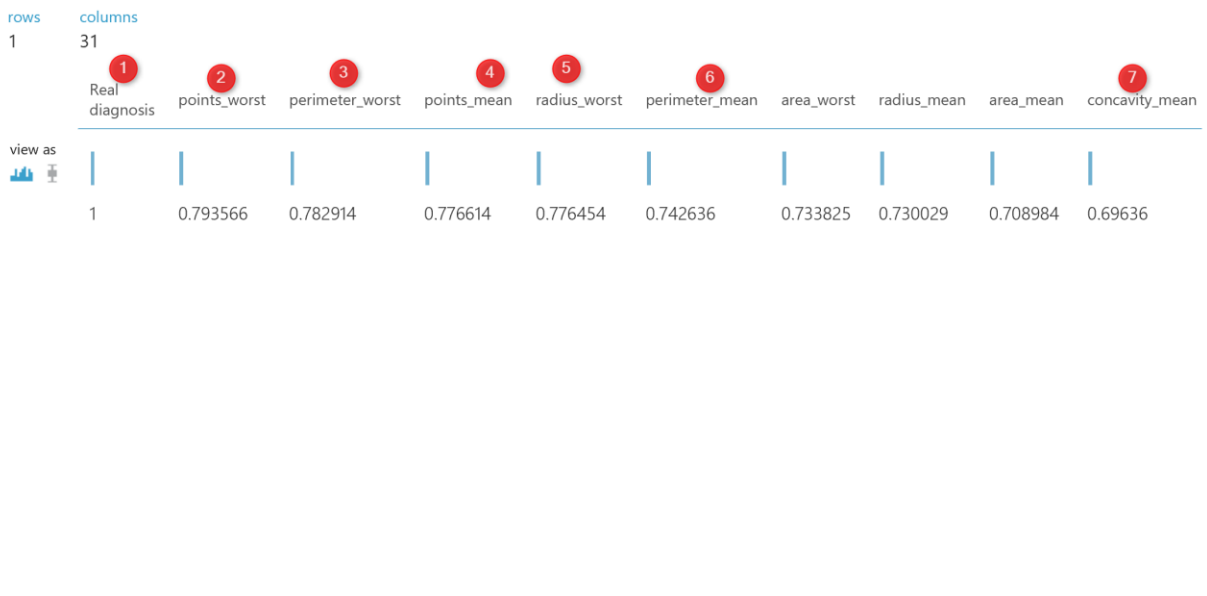 rows columns
1 31
1 2 3 4 5 6 7
Real diagnosis points_worst perimeter_worst points_mean radius_worst perimeter_mean area_worst radius_mean area_mean concavity_mean
view as
1 0.793566 0.782914 0.776614 0.776454 0.742636 0.733825 0.730029 0.708984 0.69636